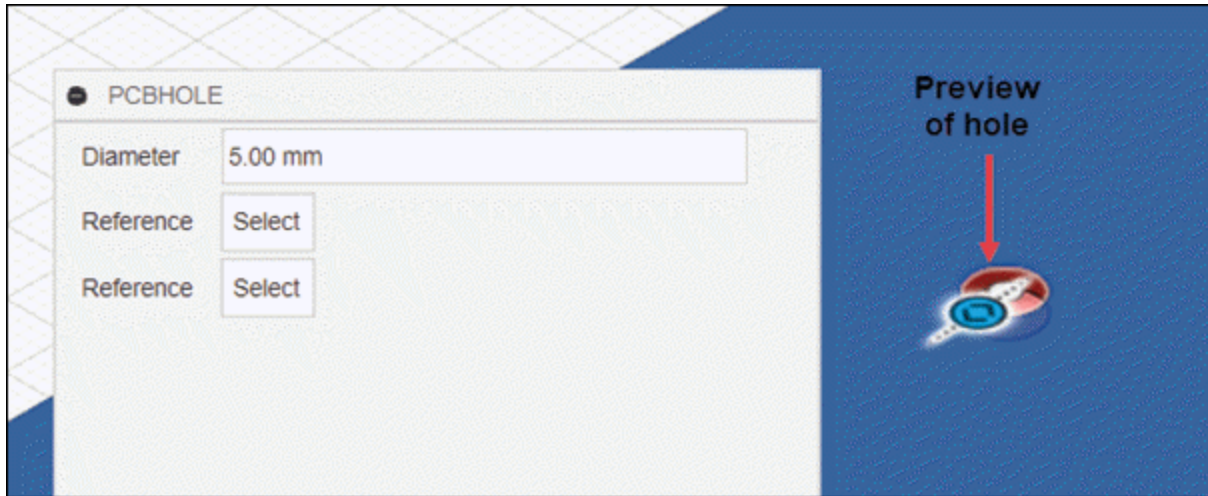 PCBHOLE
Diameter 5.00 mm
Reference Select
Reference Select
Preview
of hole